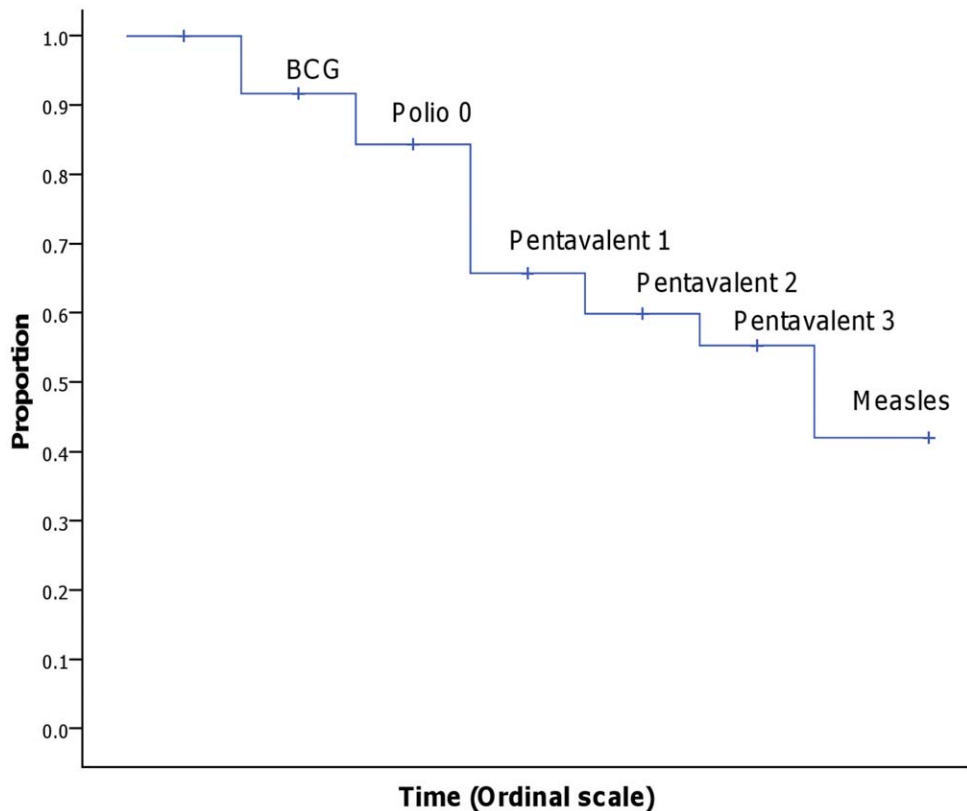 1.0
BCG
0.9
Polio 0
0.8
0.7
Pentavalent 1
Pentavalent 2
0.6
Pentavalent 3
0.5
Measles
0.4
0.3
0.2
0.1
0.0
Proportion
Time (Ordinal scale)